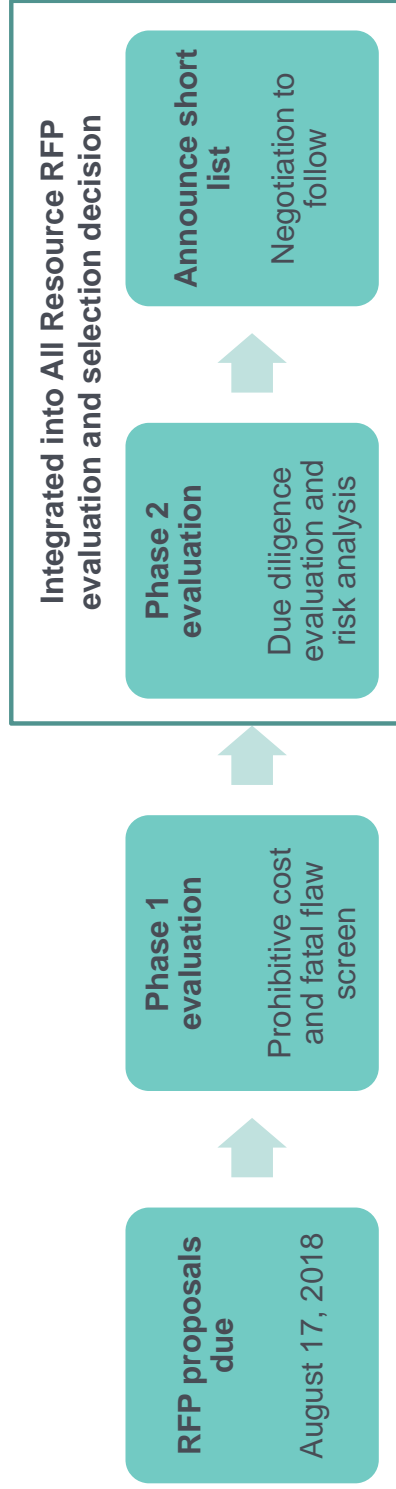 Integrated into All Resource RFP
evaluation and selection decision
RFP proposals
due
August 17, 2018
Phase 1
evaluation
Prohibitive cost
and fatal flaw
screen
Phase 2
evaluation
Due diligence
evaluation and
risk analysis
Announce short
list
Negotiation to
follow